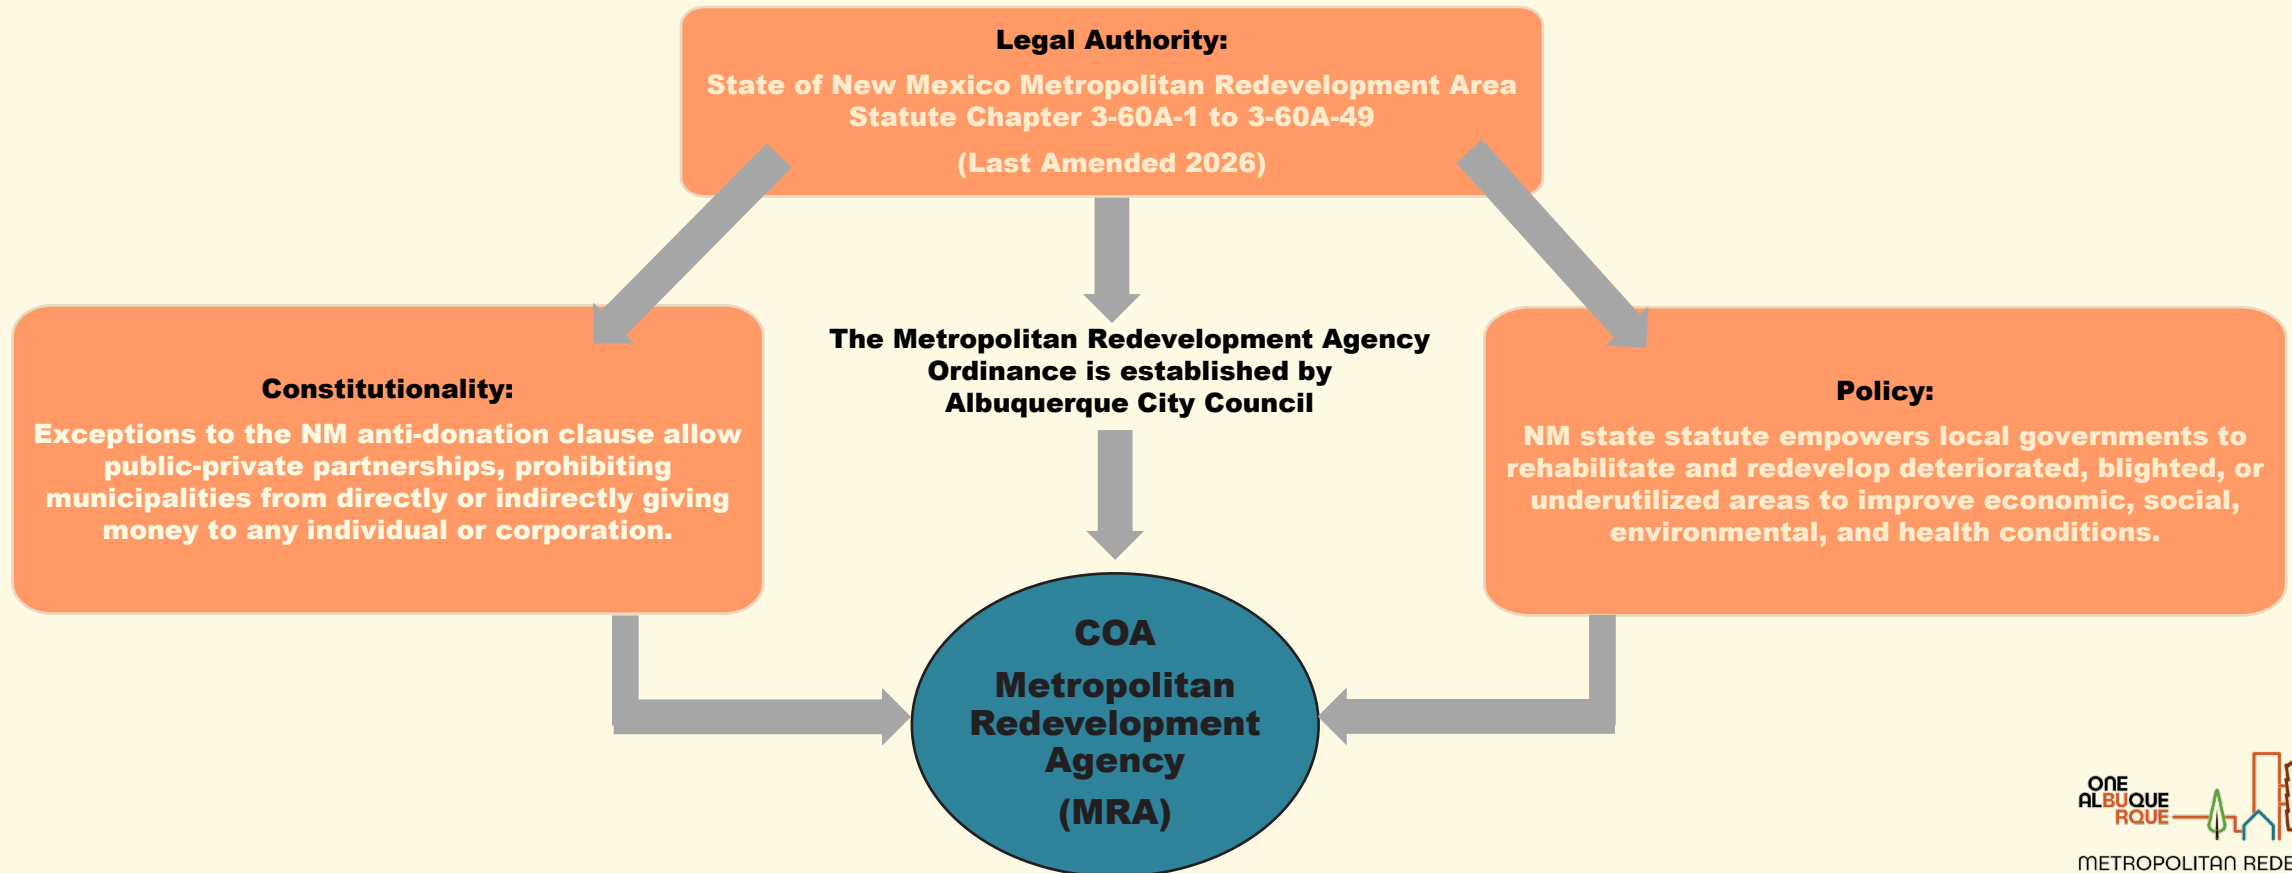 Legal Authority:
State of New Mexico Metropolitan Redevelopment Area
Statute Chapter 3-60A-1 to 3-60A-49
(Last Amended 2026)
Constitutionality:
Exceptions to the NM anti-donation clause allow
public-private partnerships, prohibiting
municipalities from directly or indirectly giving
money to any individual or corporation.
The Metropolitan Redevelopment Agency
Ordinance is established by
Albuquerque City Council
Policy:
NM state statute empowers local governments to
rehabilitate and redevelop deteriorated, blighted, or
underutilized areas to improve economic, social,
environmental, and health conditions.
COA
Metropolitan
Redevelopment
Agency
(MRA)
ONE
ALBUQUE
RQUE
METROPOLITAN REDE